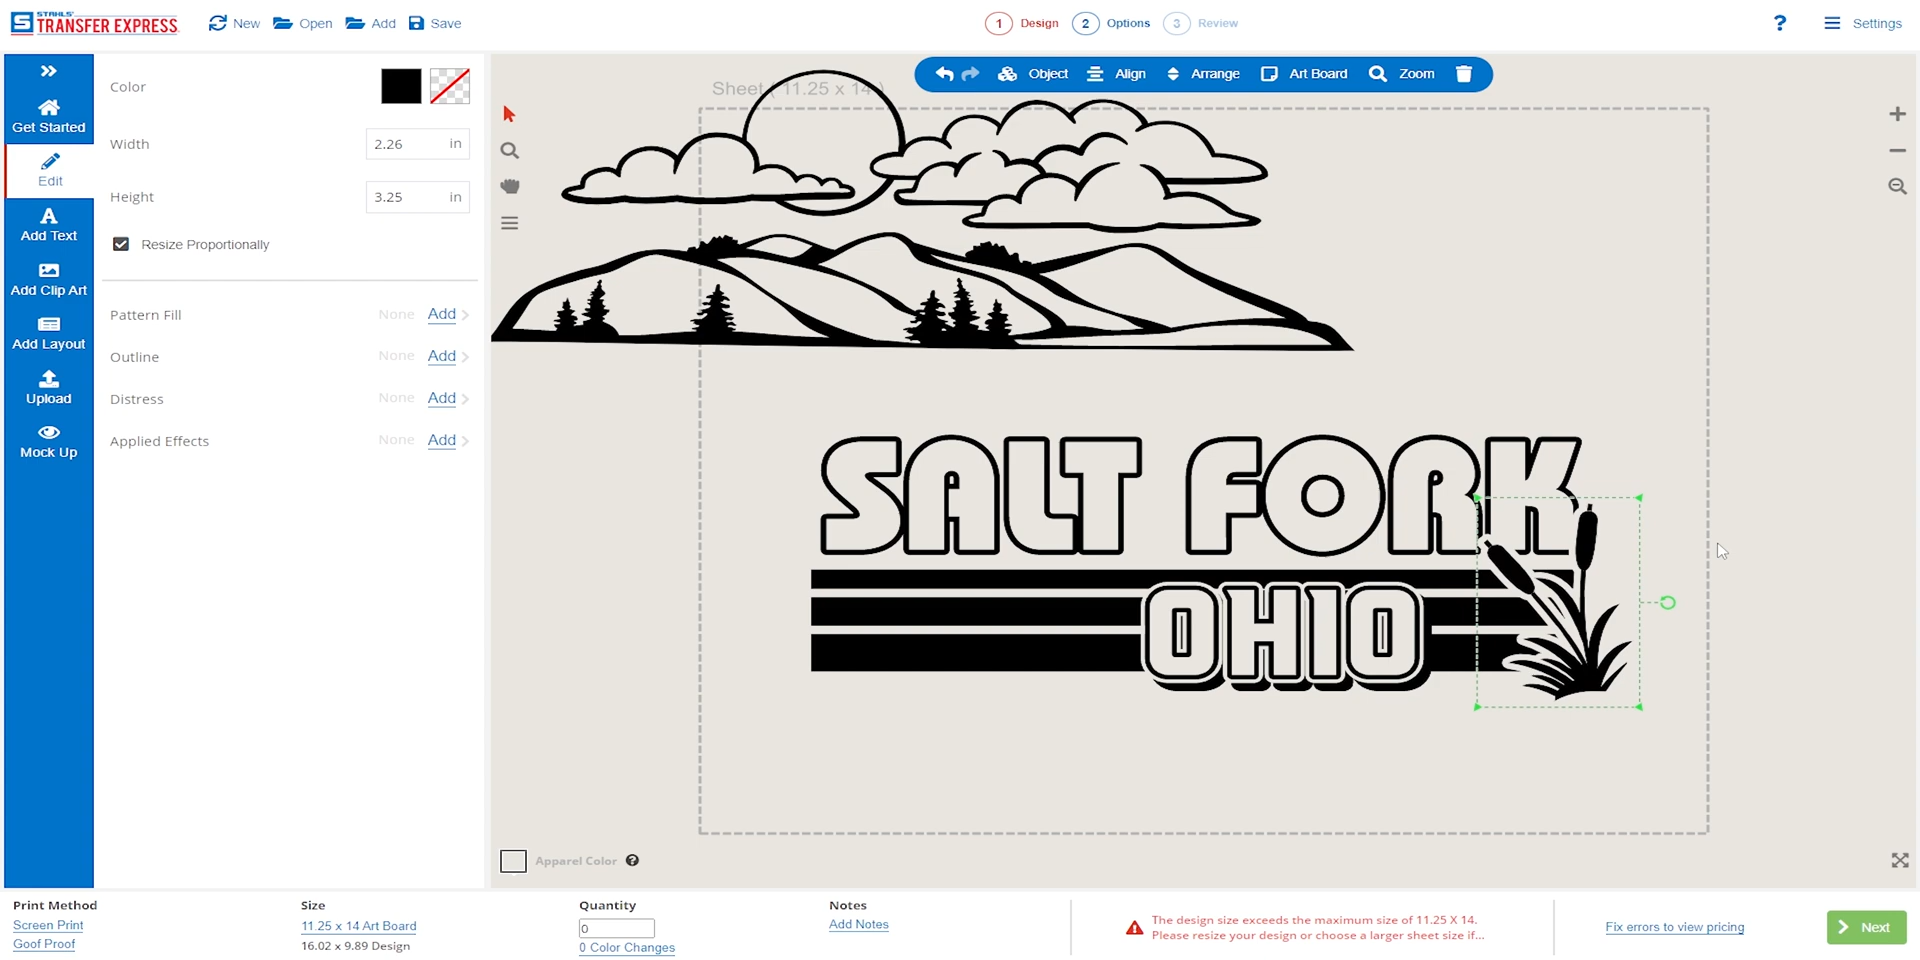 STAHLS'
TRANSFER EXPRESS
New
Open
Add
Save
1 Design
2 Options
3 Review
?
Settings
Get Started
Edit
Add Text
Add Clip Art
Add Layout
Upload
Mock Up
Color
Width
2.26 in
Height
3.25 in
Resize Proportionally
Pattern Fill None Add
Outline None Add
Distress None Add
Applied Effects None Add
Object
Align
Arrange
Art Board
Zoom
Sheet ( 11.25 x 14 )
SALT FORK
OHIO
Apparel Color ?
Print Method
Screen Print
Goof Proof
Size
11.25 x 14 Art Board
16.02 x 9.89 Design
Quantity
0
0 Color Changes
Notes
Add Notes
The design size exceeds the maximum size of 11.25 X 14.
Please resize your design or choose a larger sheet size if...
Fix errors to view pricing
Next